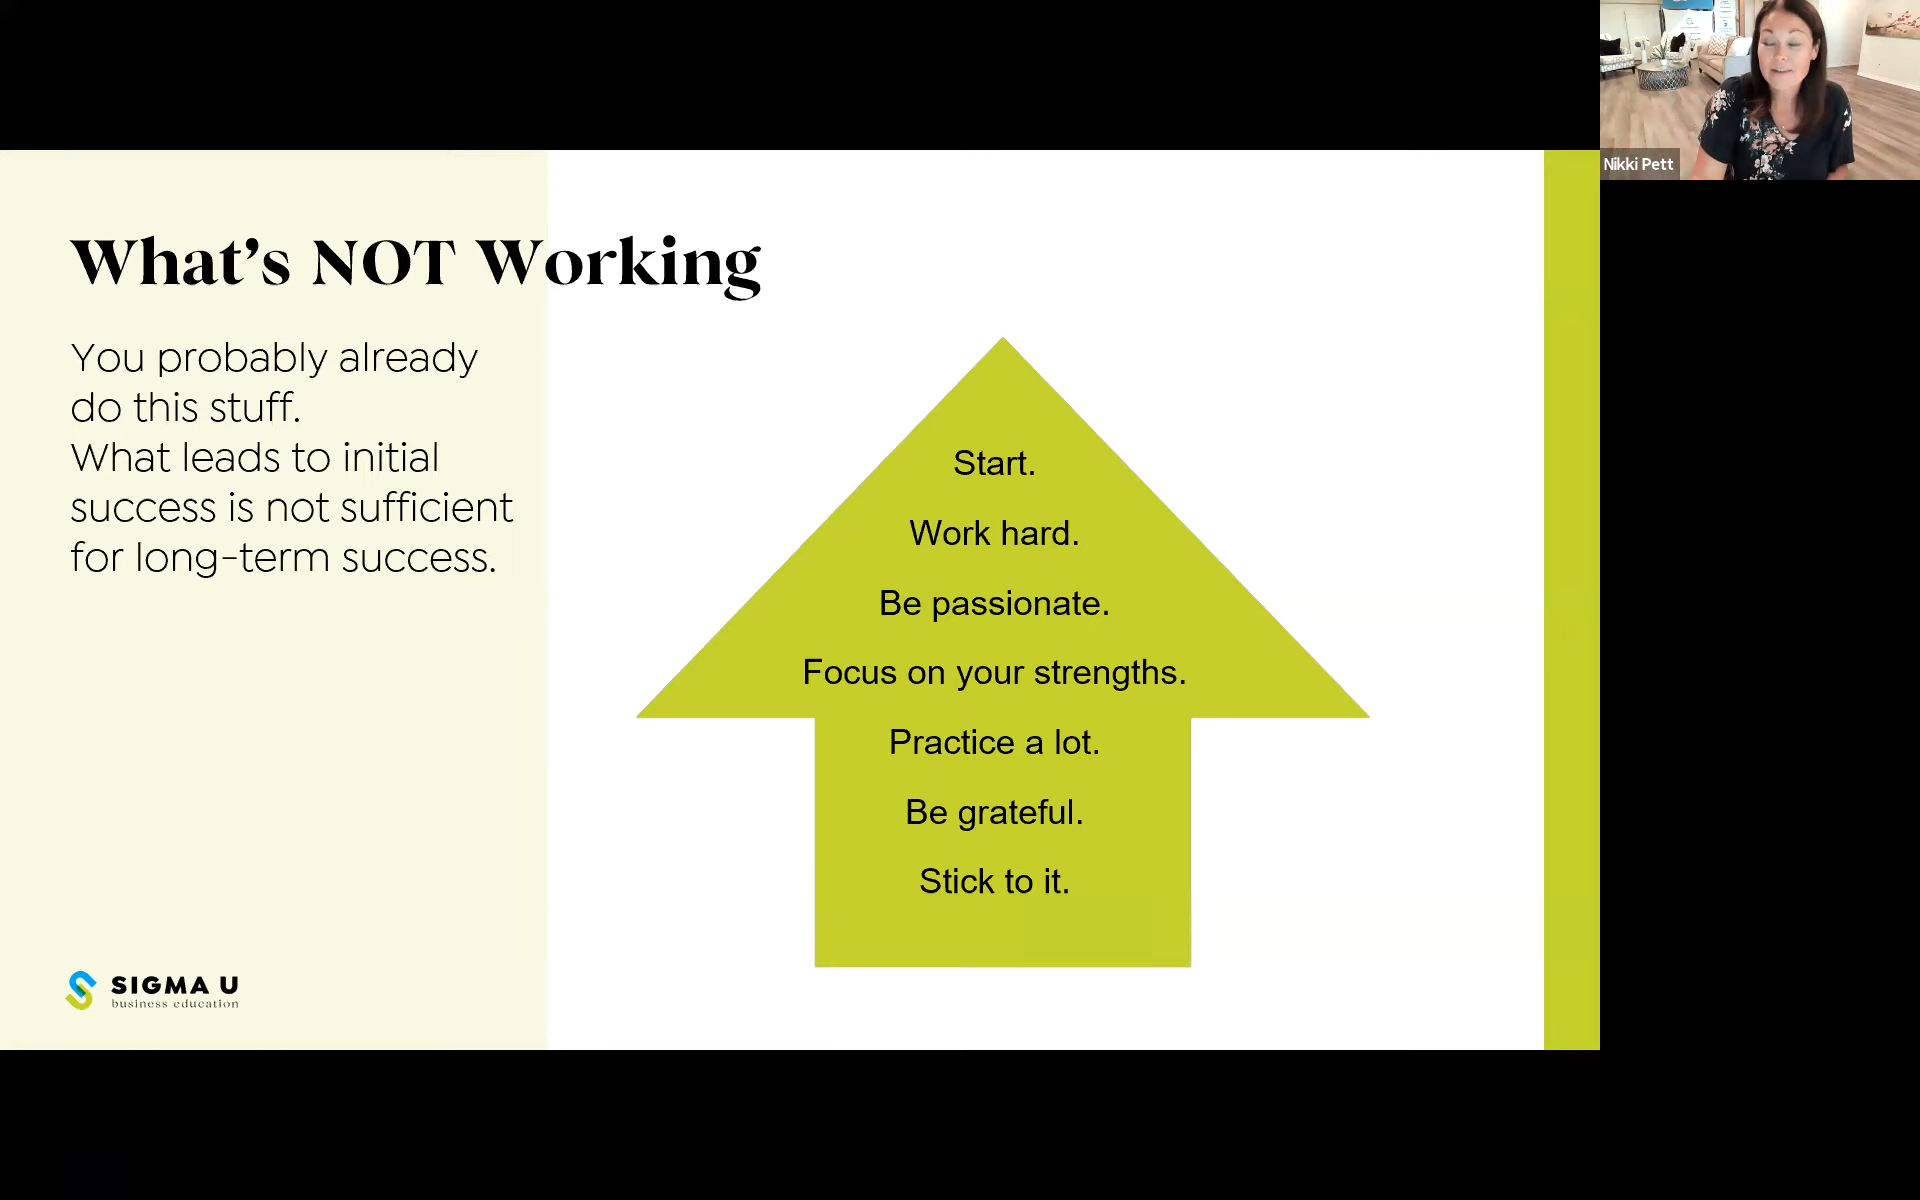 Nikki Pett
What's NOT Working
You probably already
do this stuff.
What leads to initial
success is not sufficient
for long-term success.
Start.
Work hard.
Be passionate.
Focus on your strengths.
Practice a lot.
Be grateful.
Stick to it.
SIGMA U
business education